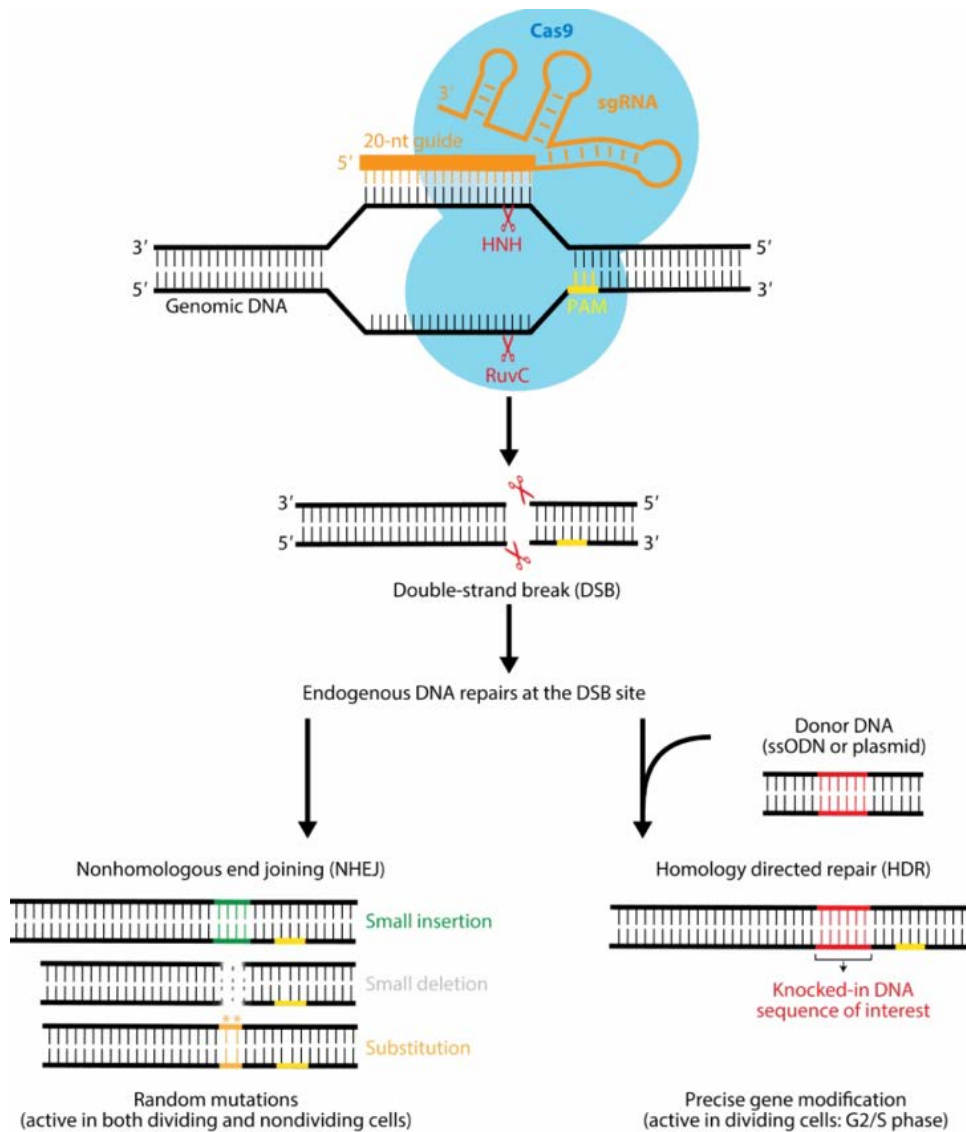 Cas9
3′
sgRNA
20-nt guide
5′
HNH
3′ 5′
5′ 3′
Genomic DNA
PAM
RuvC
3′ 5′
5′ 3′
Double-strand break (DSB)
Endogenous DNA repairs at the DSB site
Donor DNA
(ssODN or plasmid)
Nonhomologous end joining (NHEJ)
Small insertion
Small deletion
**
Substitution
Random mutations
(active in both dividing and nondividing cells)
Homology directed repair (HDR)
Knocked-in DNA
sequence of interest
Precise gene modification
(active in dividing cells: G2/S phase)